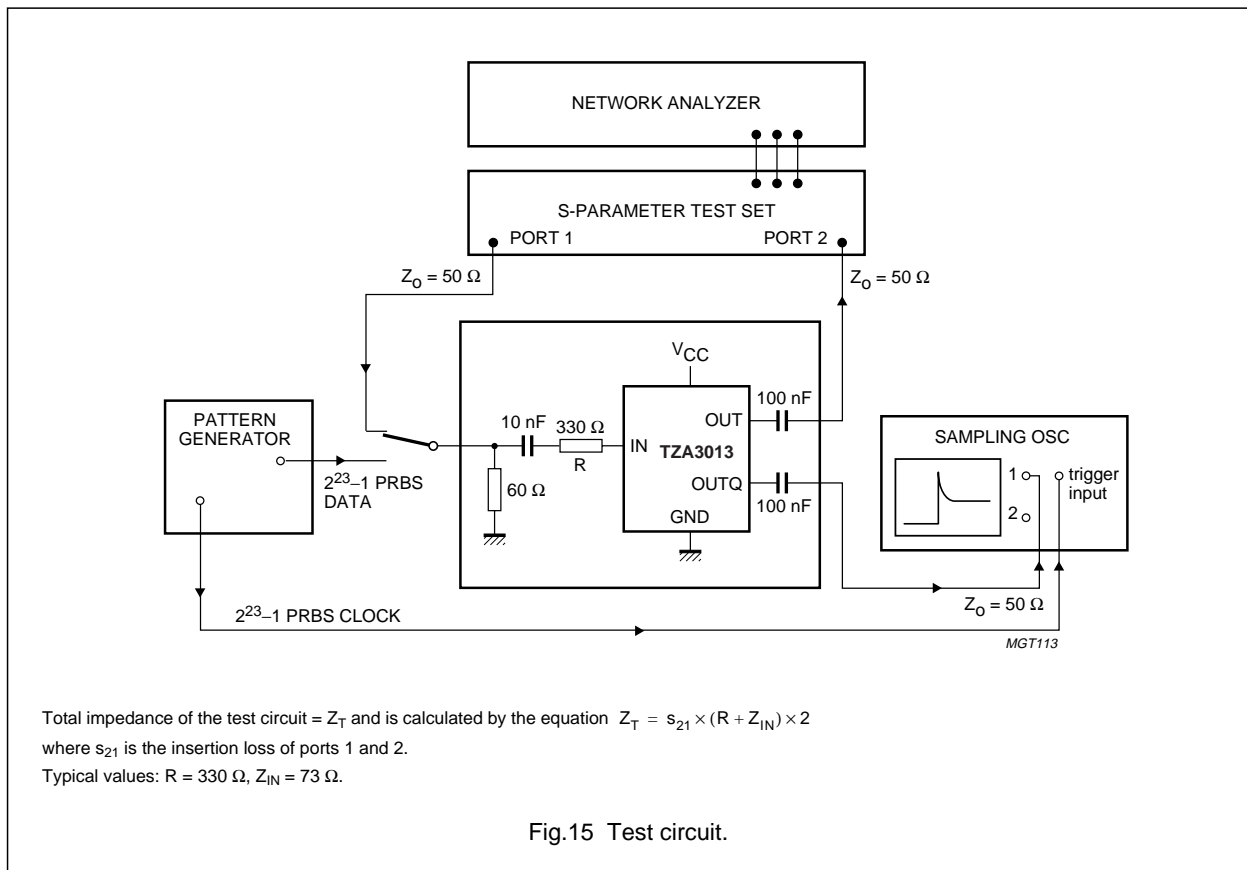 NETWORK ANALYZER
S-PARAMETER TEST SET
PORT 1
PORT 2
Zo = 50 Ω
Zo = 50 Ω
VCC
PATTERN
GENERATOR
10 nF
330 Ω
R
IN
TZA3013
OUT
OUTQ
GND
100 nF
100 nF
60 Ω
2^23−1 PRBS
DATA
SAMPLING OSC
1
2
trigger
input
Zo = 50 Ω
2^23−1 PRBS CLOCK
MGT113
Total impedance of the test circuit = ZT and is calculated by the equation ZT = s21 × (R + ZIN) × 2
where s21 is the insertion loss of ports 1 and 2.
Typical values: R = 330 Ω, ZIN = 73 Ω.
Fig.15 Test circuit.